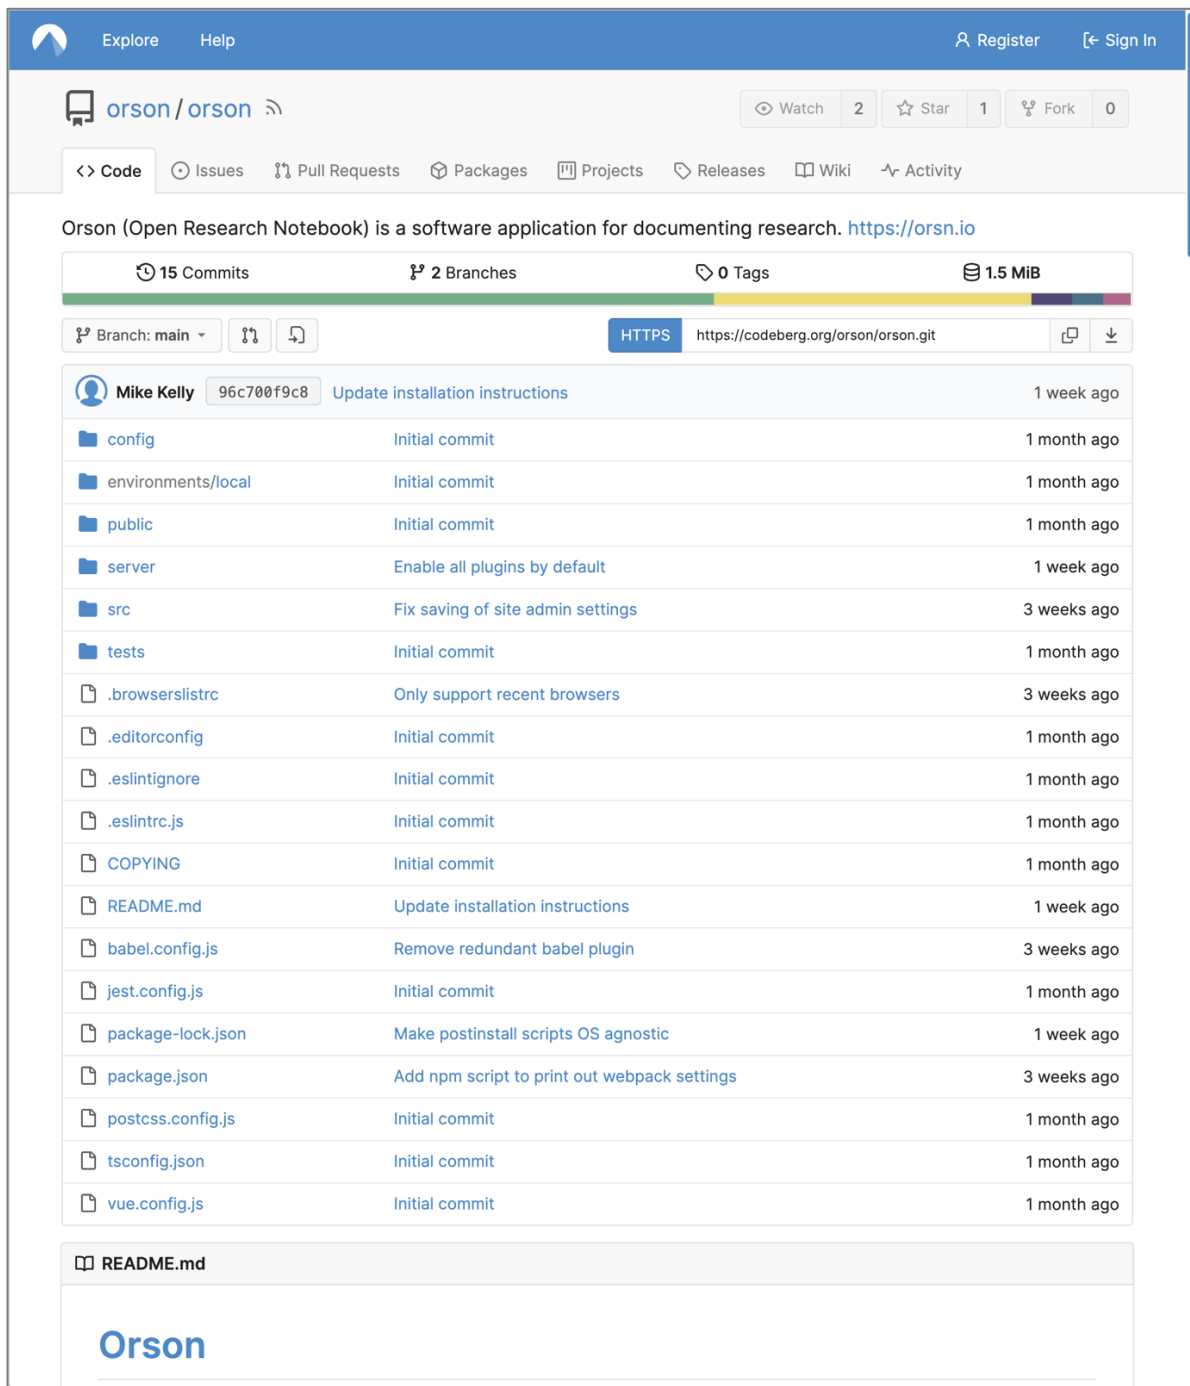 Explore Help Register Sign In
orson / orson Watch 2 Star 1 Fork 0
Code Issues Pull Requests Packages Projects Releases Wiki Activity
Orson (Open Research Notebook) is a software application for documenting research. https://orsn.io
15 Commits 2 Branches 0 Tags 1.5 MiB
Branch: main HTTPS https://codeberg.org/orson/orson.git
Mike Kelly 96c700f9c8 Update installation instructions 1 week ago
config Initial commit 1 month ago
environments/local Initial commit 1 month ago
public Initial commit 1 month ago
server Enable all plugins by default 1 week ago
src Fix saving of site admin settings 3 weeks ago
tests Initial commit 1 month ago
.browserslistrc Only support recent browsers 3 weeks ago
.editorconfig Initial commit 1 month ago
.eslintignore Initial commit 1 month ago
.eslintrc.js Initial commit 1 month ago
COPYING Initial commit 1 month ago
README.md Update installation instructions 1 week ago
babel.config.js Remove redundant babel plugin 3 weeks ago
jest.config.js Initial commit 1 month ago
package-lock.json Make postinstall scripts OS agnostic 1 week ago
package.json Add npm script to print out webpack settings 3 weeks ago
postcss.config.js Initial commit 1 month ago
tsconfig.json Initial commit 1 month ago
vue.config.js Initial commit 1 month ago
README.md
Orson